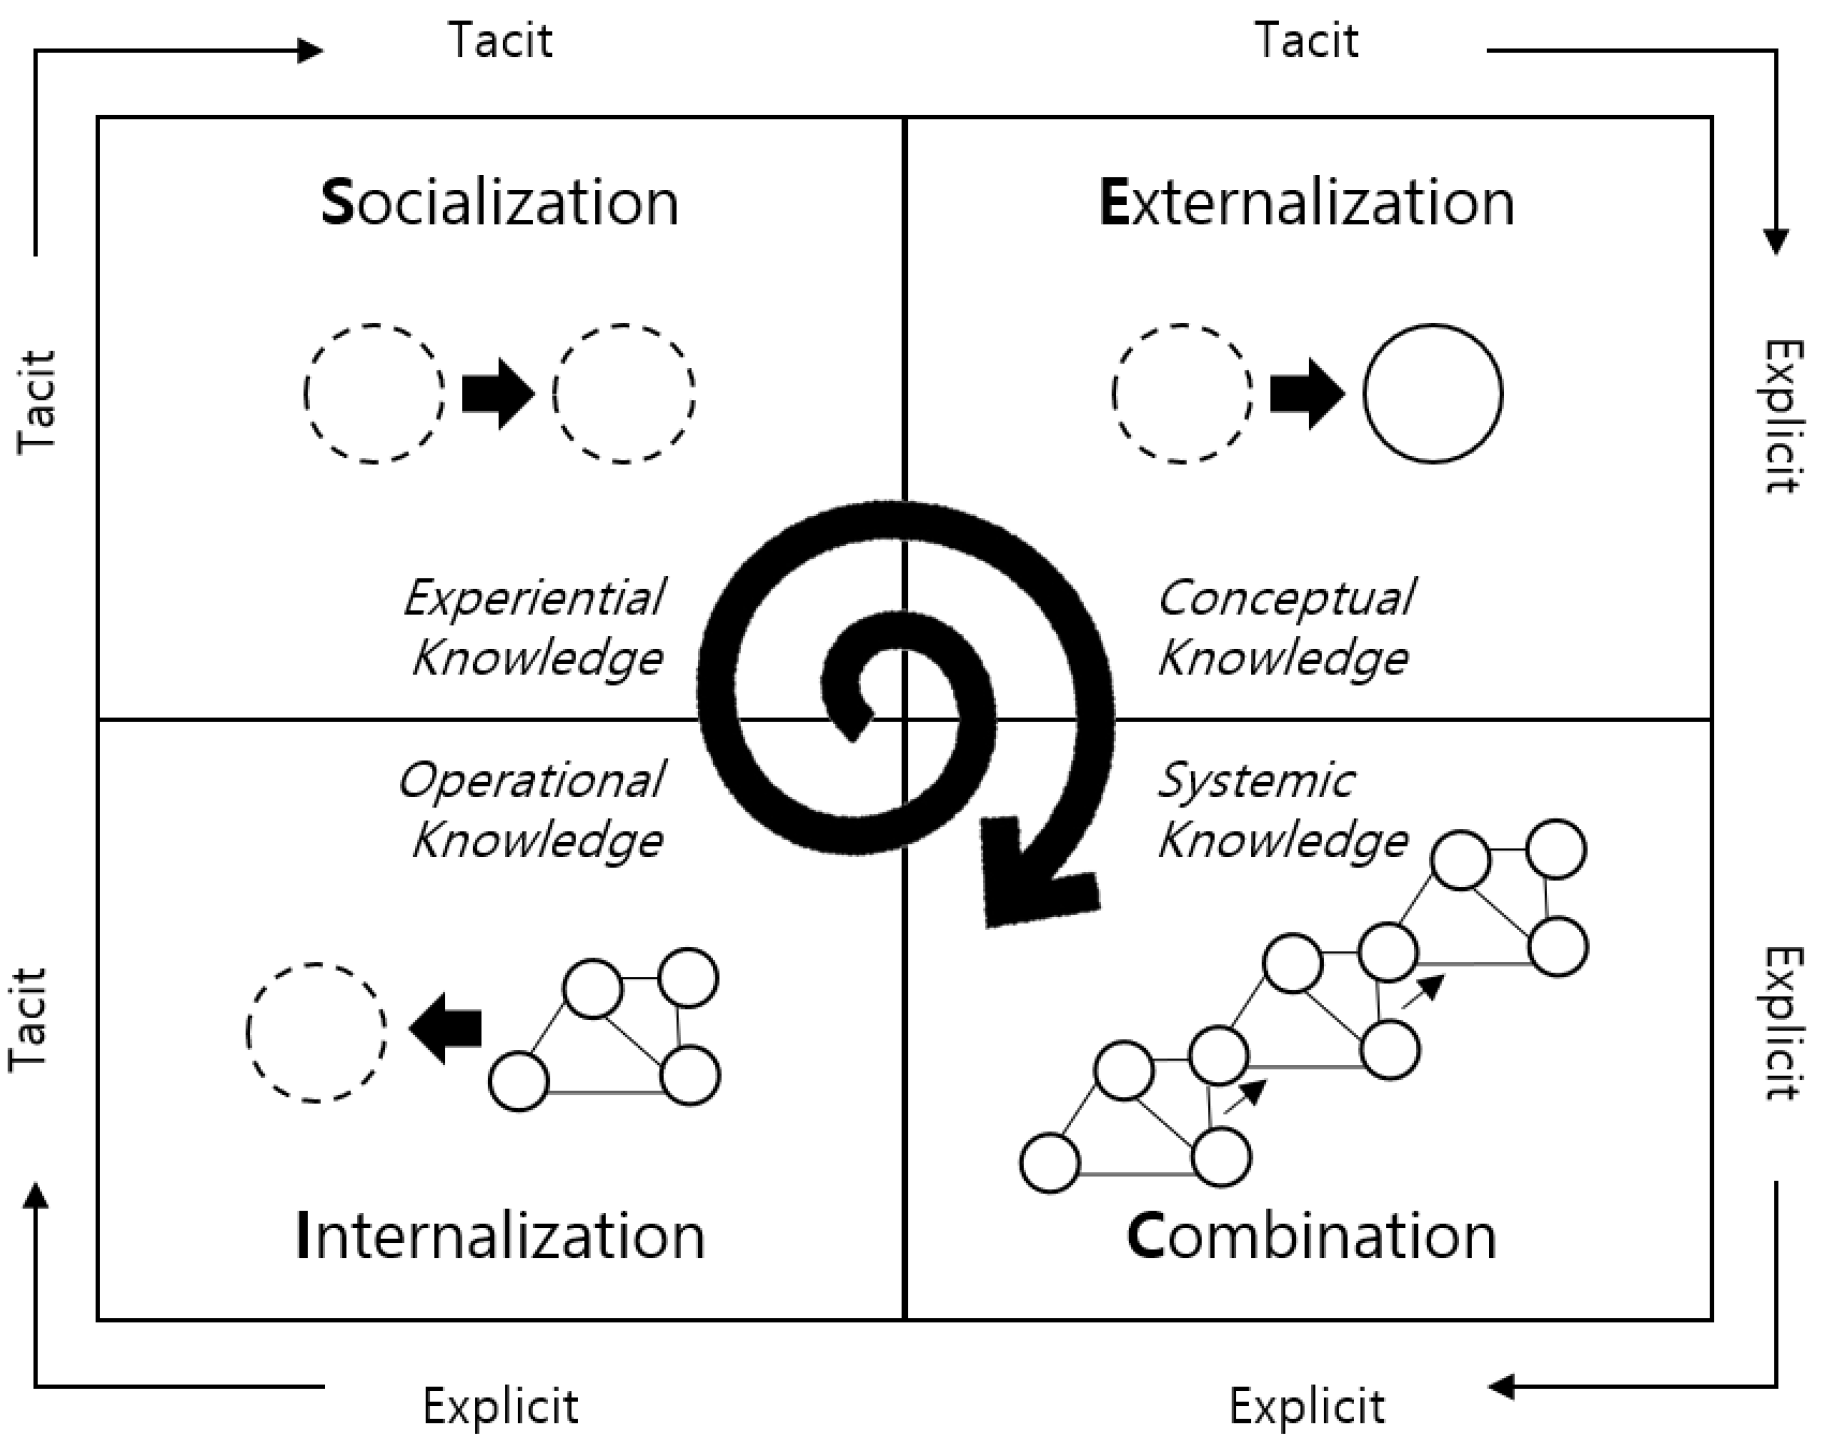 Tacit
Tacit
Socialization
Externalization
Tacit
Explicit
Experiential
Knowledge
Conceptual
Knowledge
Operational
Knowledge
Systemic
Knowledge
Tacit
Explicit
Internalization
Combination
Explicit
Explicit